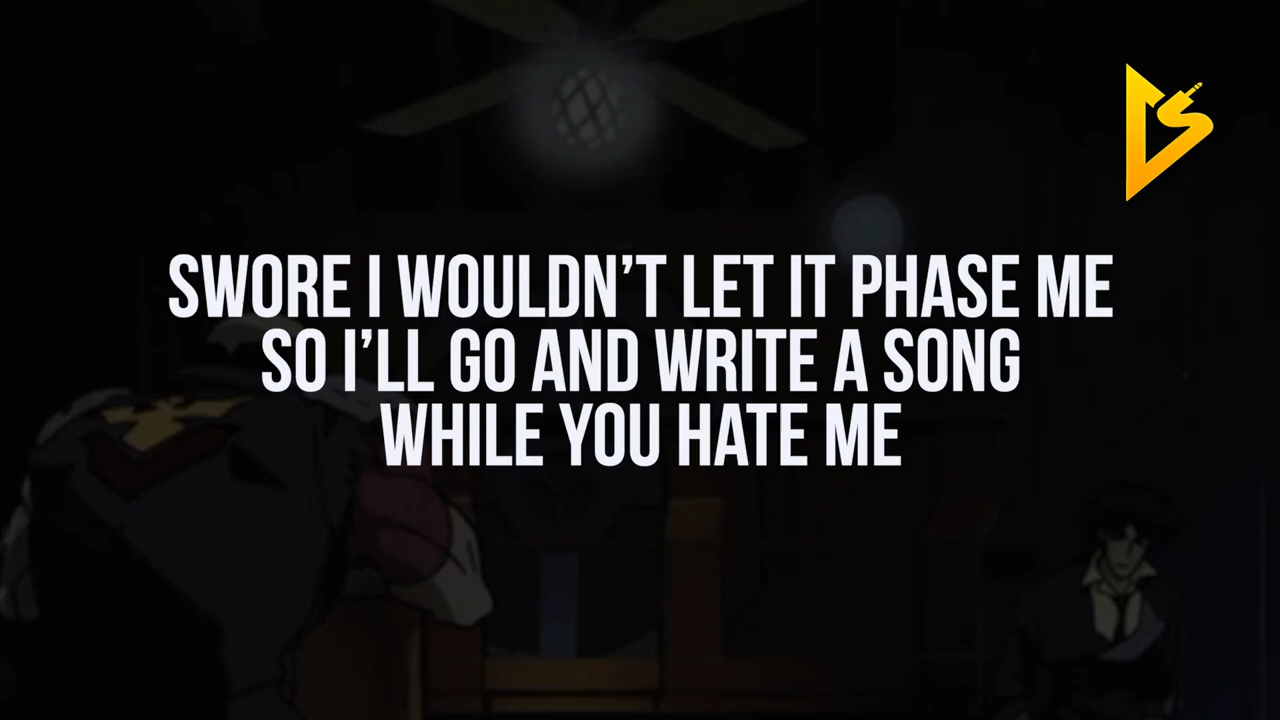 SWORE I WOULDN'T LET IT PHASE ME
SO I'LL GO AND WRITE A SONG
WHILE YOU HATE ME